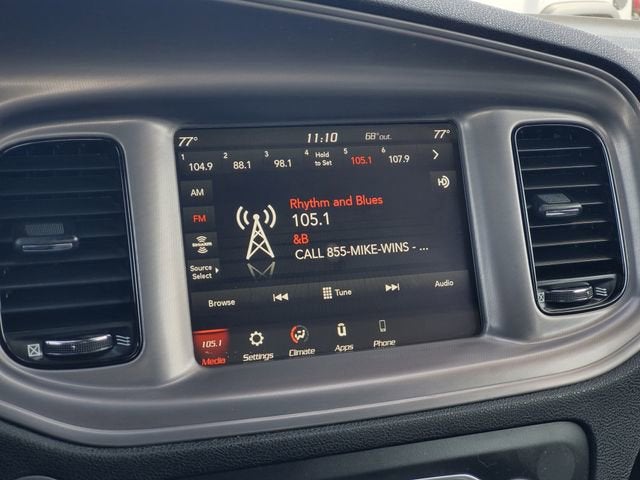 77° 11:10 68° out. 77°
1 104.9 2 88.1 3 98.1 4 Hold to Set 5 105.1 6 107.9
AM
FM
SiriusXM
Source Select
Rhythm and Blues
105.1
&B
CALL 855-MIKE-WINS - ...
Browse Tune Audio
105.1
Media Settings Climate Apps Phone